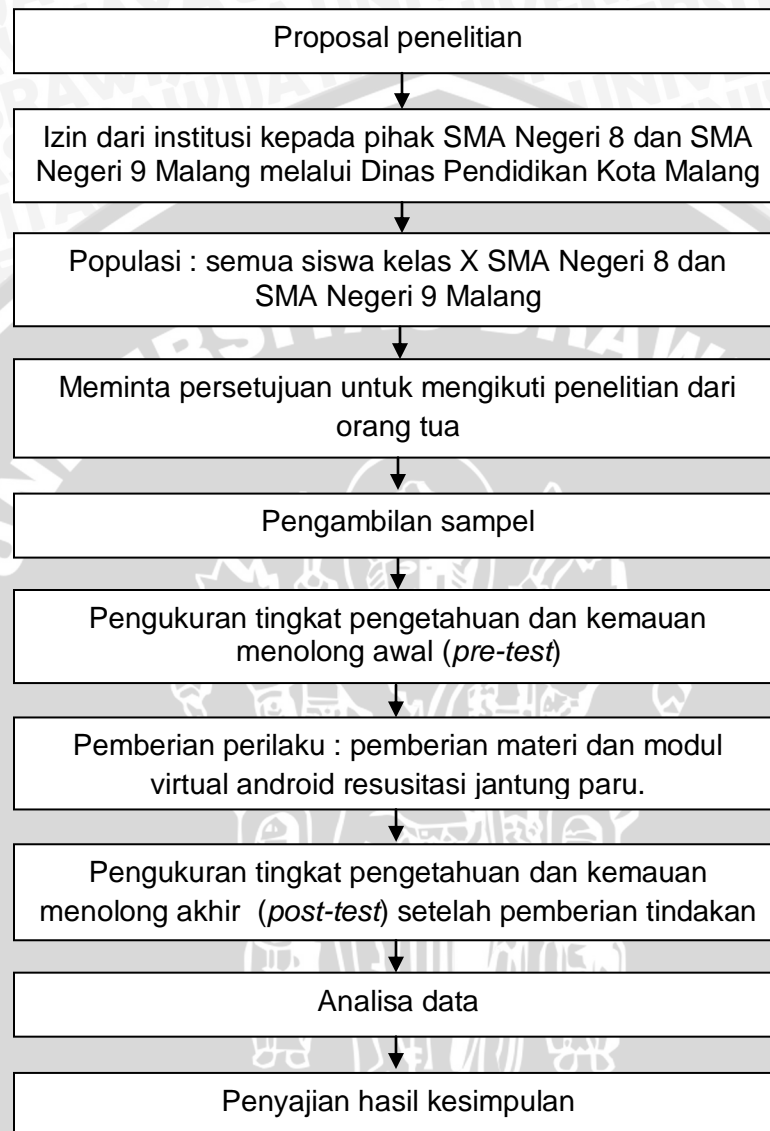 Proposal penelitian
Izin dari institusi kepada pihak SMA Negeri 8 dan SMA
Negeri 9 Malang melalui Dinas Pendidikan Kota Malang
Populasi : semua siswa kelas X SMA Negeri 8 dan
SMA Negeri 9 Malang
Meminta persetujuan untuk mengikuti penelitian dari
orang tua
Pengambilan sampel
Pengukuran tingkat pengetahuan dan kemauan
menolong awal (pre-test)
Pemberian perilaku : pemberian materi dan modul
virtual android resusitasi jantung paru.
Pengukuran tingkat pengetahuan dan kemauan
menolong akhir (post-test) setelah pemberian tindakan
Analisa data
Penyajian hasil kesimpulan